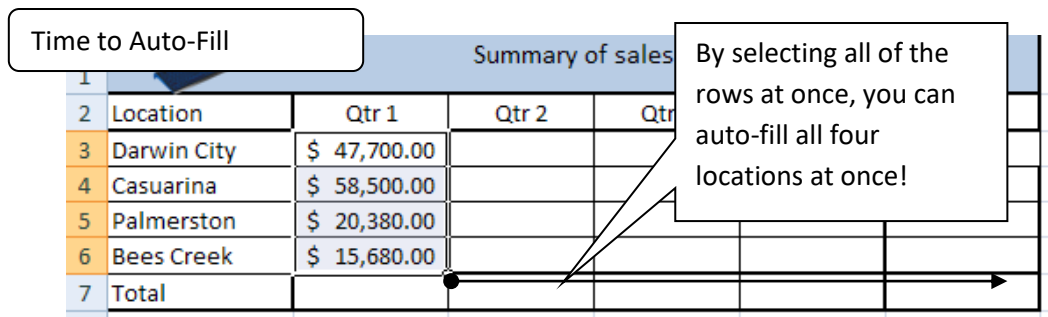 Time to Auto-Fill
By selecting all of the
rows at once, you can
auto-fill all four
locations at once!
1 Summary of sales
2 Location Qtr 1 Qtr 2 Qtr
3 Darwin City $ 47,700.00
4 Casuarina $ 58,500.00
5 Palmerston $ 20,380.00
6 Bees Creek $ 15,680.00
7 Total